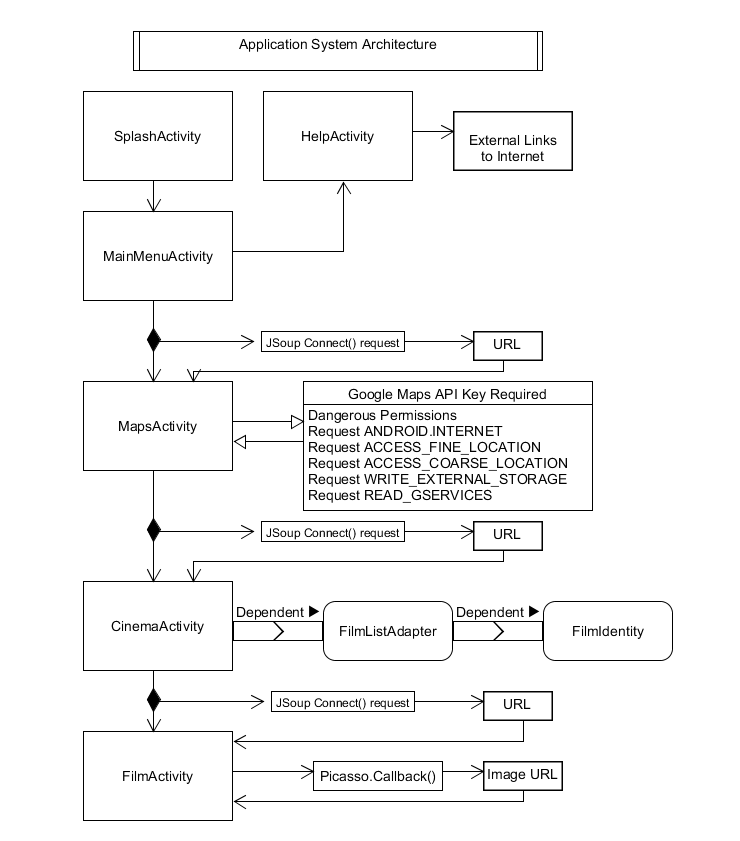 Application System Architecture
SplashActivity
HelpActivity
External Links
to Internet
MainMenuActivity
JSoup Connect() request
URL
MapsActivity
Google Maps API Key Required
Dangerous Permissions
Request ANDROID.INTERNET
Request ACCESS_FINE_LOCATION
Request ACCESS_COARSE_LOCATION
Request WRITE_EXTERNAL_STORAGE
Request READ_GSERVICES
JSoup Connect() request
URL
CinemaActivity
Dependent
FilmListAdapter
Dependent
FilmIdentity
JSoup Connect() request
URL
FilmActivity
Picasso.Callback()
Image URL